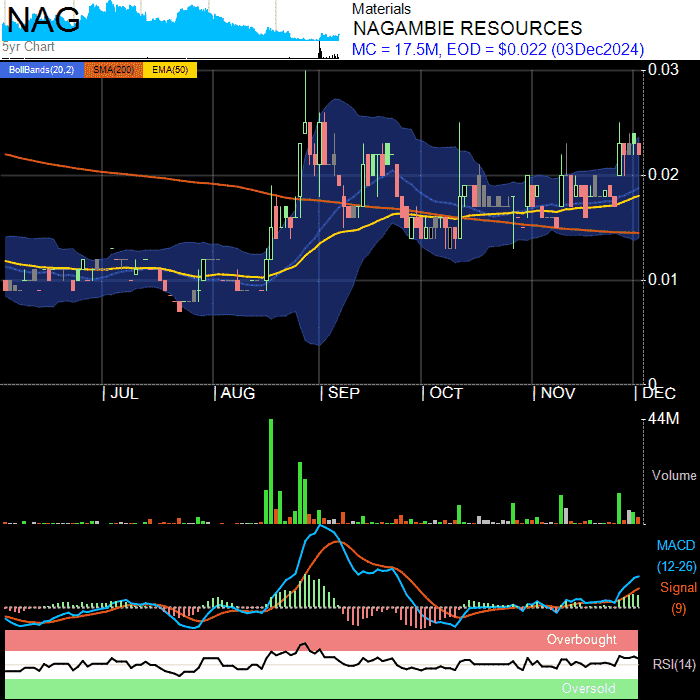 NAG
5yr Chart
Materials
NAGAMBIE RESOURCES
MC = 17.5M, EOD = $0.022 (03Dec2024)
BollBands(20,2) SMA(200) EMA(50)
0.03
0.02
0.01
0
JUL AUG SEP OCT NOV DEC
44M
Volume
MACD
(12-26)
Signal
(9)
Overbought
RSI(14)
Oversold